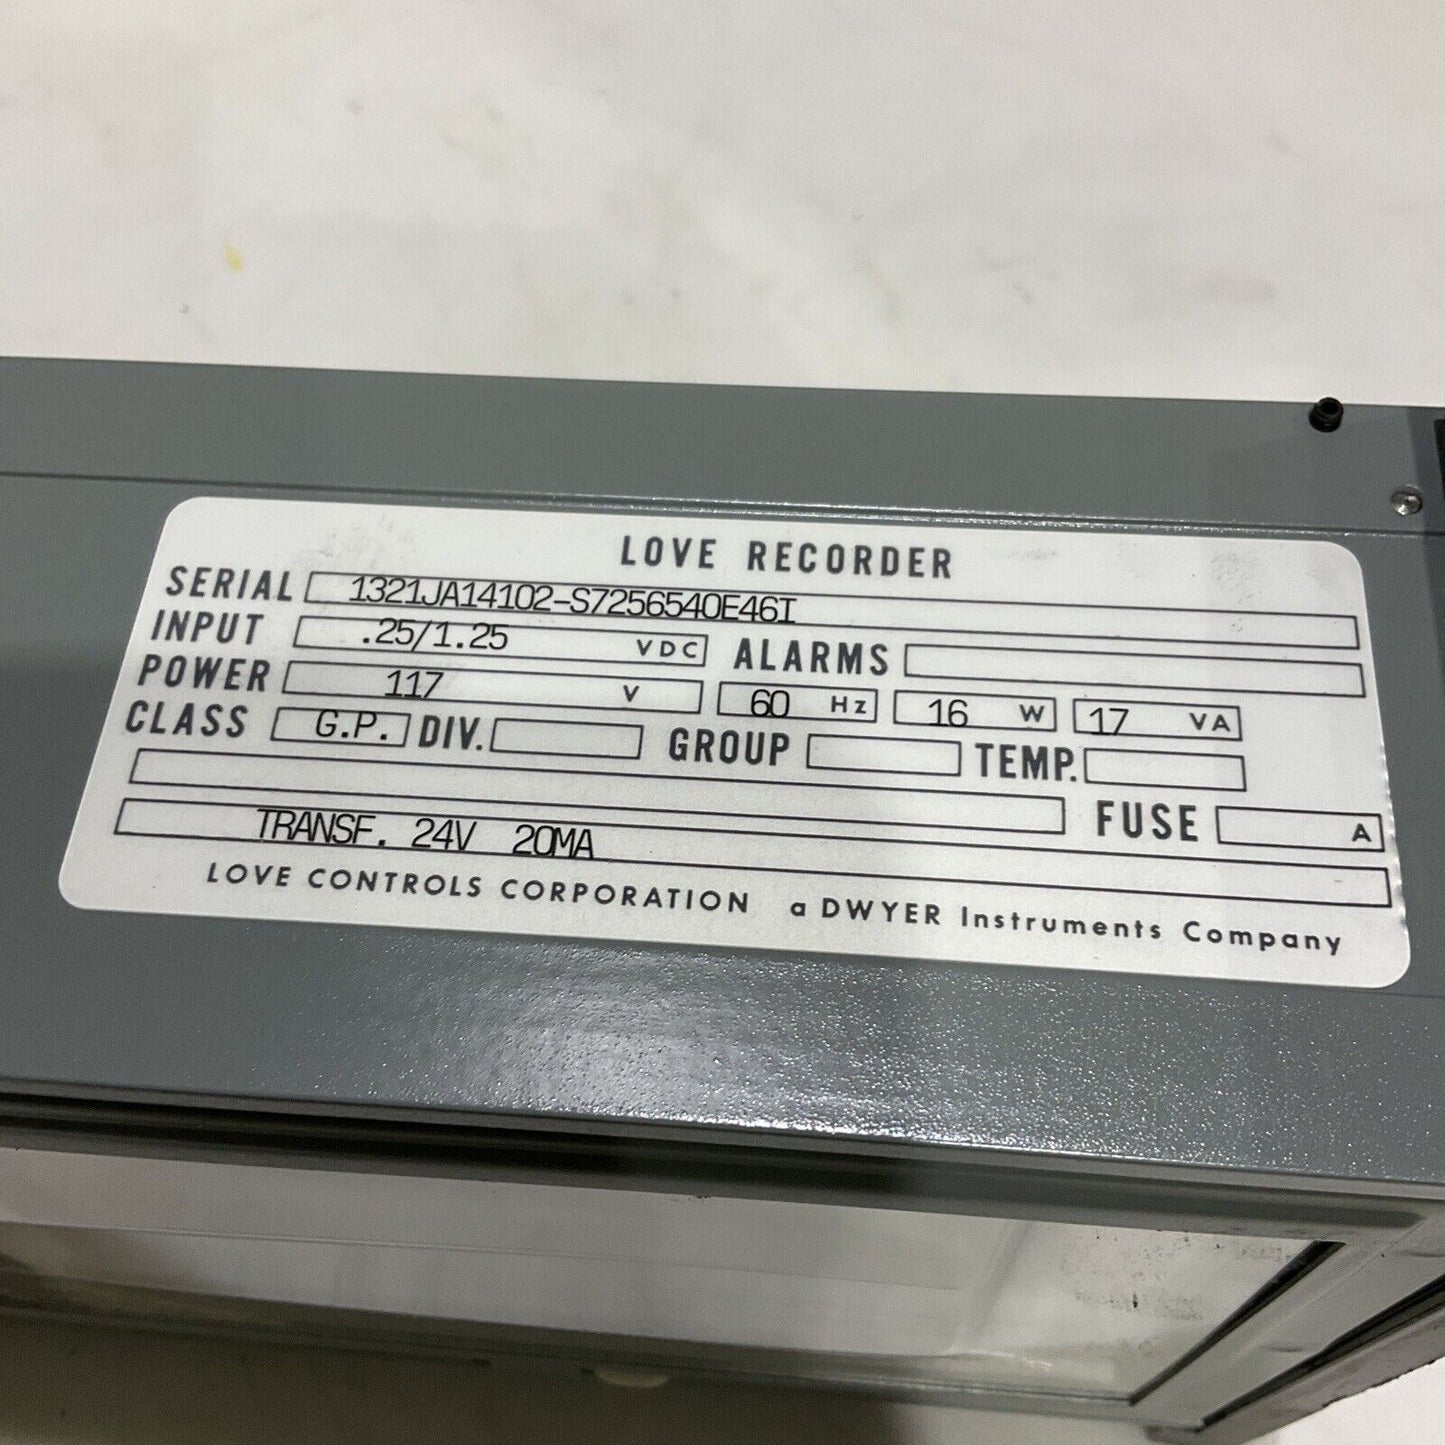 LOVE RECORDER
SERIAL 1321JA14102-S7256540E46I
INPUT .25/1.25 VDC ALARMS
POWER 117 V 60 Hz 16 W 17 VA
CLASS G.P. DIV. GROUP TEMP.
FUSE A
TRANSF. 24V 20MA
LOVE CONTROLS CORPORATION a DWYER Instruments Company